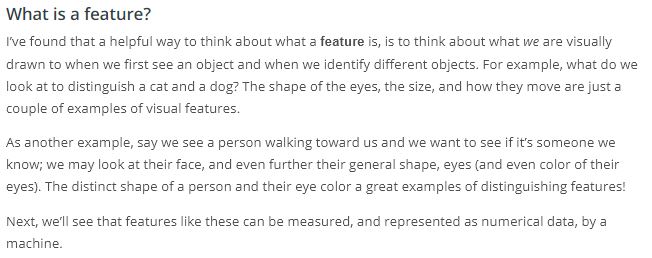 What is a feature?
I've found that a helpful way to think about what a feature is, is to think about what we are visually
drawn to when we first see an object and when we identify different objects. For example, what do we
look at to distinguish a cat and a dog? The shape of the eyes, the size, and how they move are just a
couple of examples of visual features.
As another example, say we see a person walking toward us and we want to see if it's someone we
know; we may look at their face, and even further their general shape, eyes (and even color of their
eyes). The distinct shape of a person and their eye color a great examples of distinguishing features!
Next, we'll see that features like these can be measured, and represented as numerical data, by a
machine.